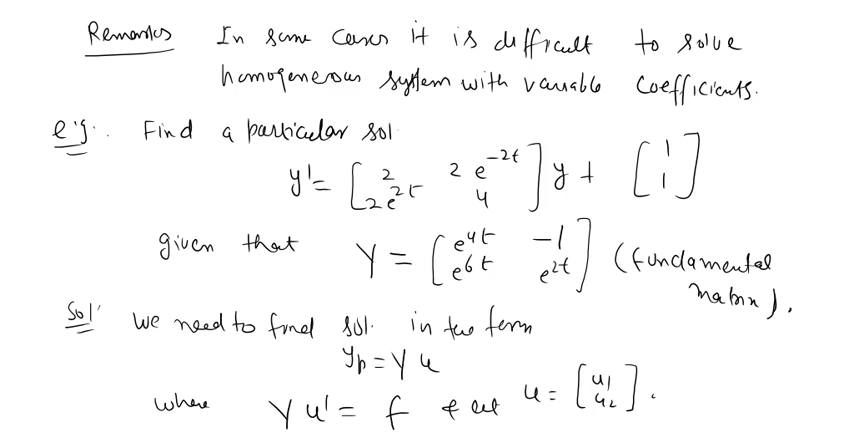 Remarks In some cases it is difficult to solve
homogeneous system with variable coefficients.
e.g. Find a particular sol.
y' = [ 2 2e^{-2t} ; 2e^{2t} 4 ] y + [ 1 ; 1 ]
given that Y = [ e^{4t} -1 ; e^{6t} e^{2t} ] (fundamental
matrix).
Sol' We need to find sol. in the form
y_p = Y u
where Y u' = f & let u = [ u_1 ; u_2 ].